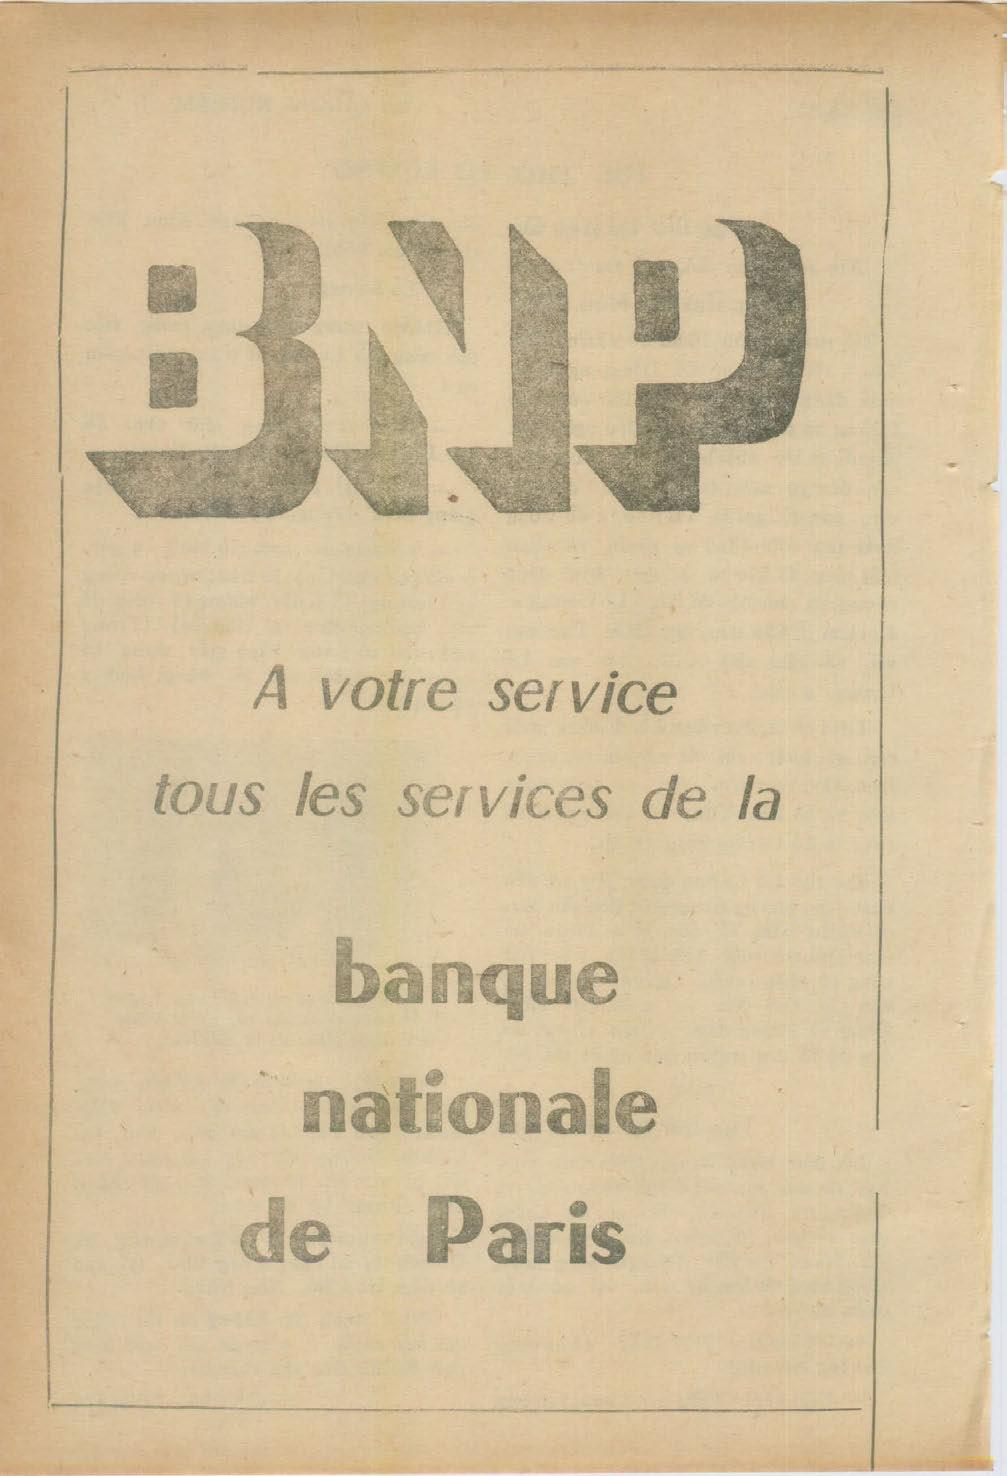 BNP
A votre service
tous les services de la
banque
nationale
de Paris